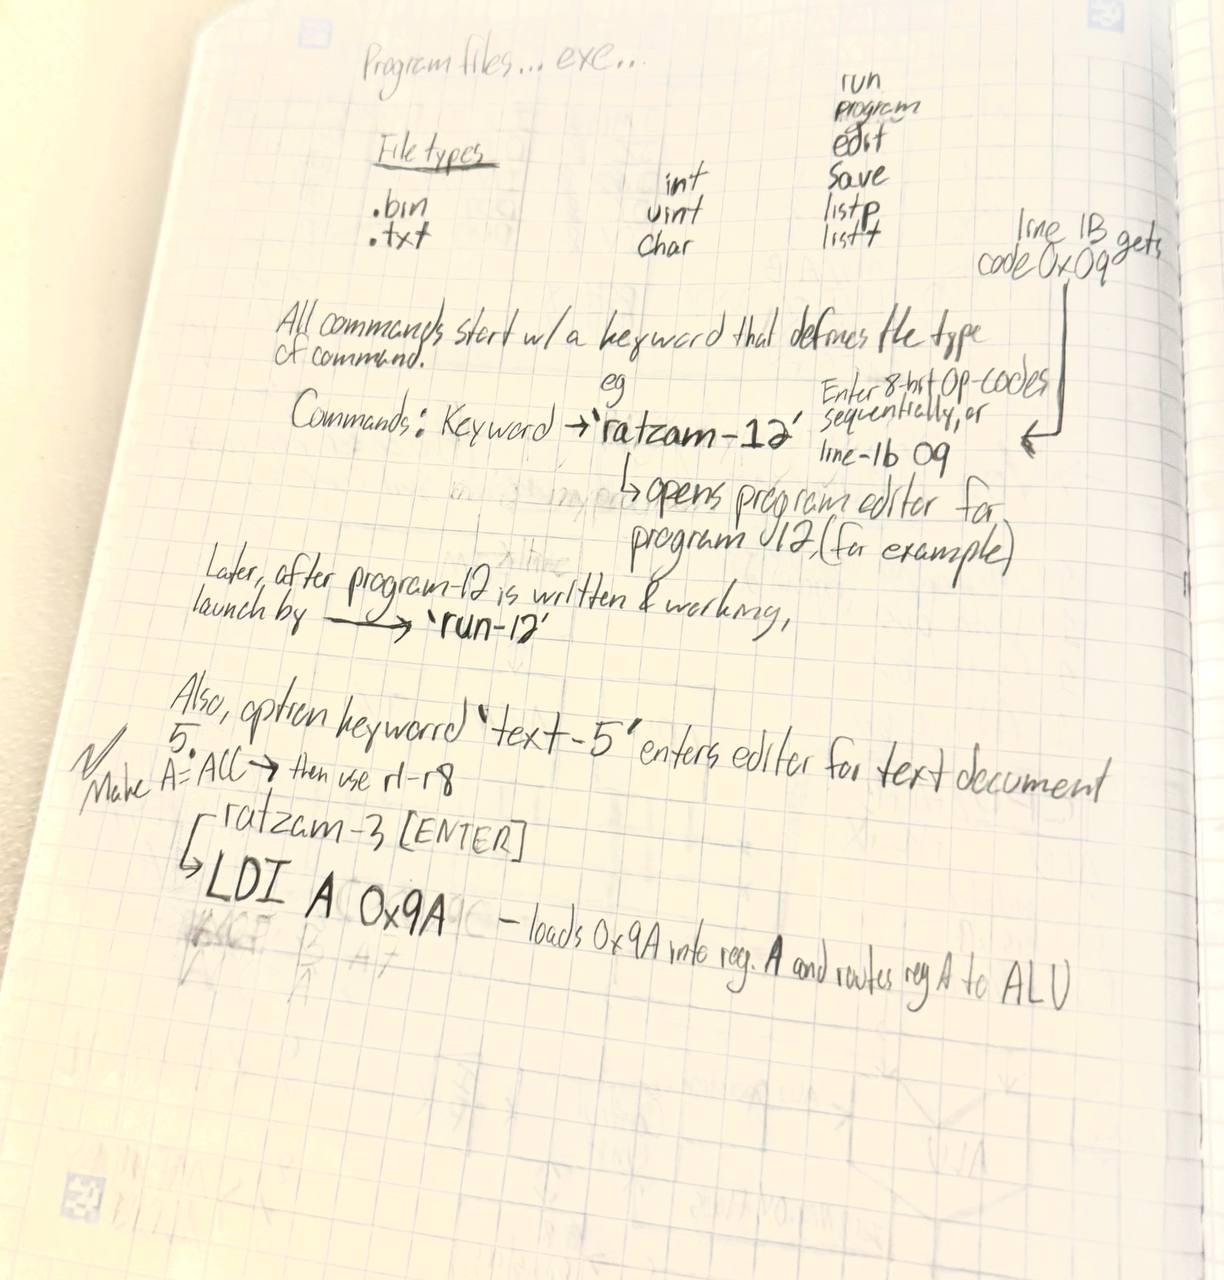 Program files... exe...
run
program
edit
save
listp
listt
File types
.bin
.txt
int
uint
char
line 1B gets
code 0x09
All commands start w/ a keyword that defines the type
of command.
eg
Commands: Keyword → 'ratzam-12'
Enter 8-bit Op-codes
sequentially, or
line-1b 09
↳ opens program editor for
program 12, (for example)
Later, after program-12 is written & working,
launch by → 'run-12'
Also, option keyword 'text-5' enters editor for text document
5.
Make A=ACC → then use r1-r8
ratzam-3 [ENTER]
LDI A 0x9A - loads 0x9A into reg. A and routes reg A to ALU